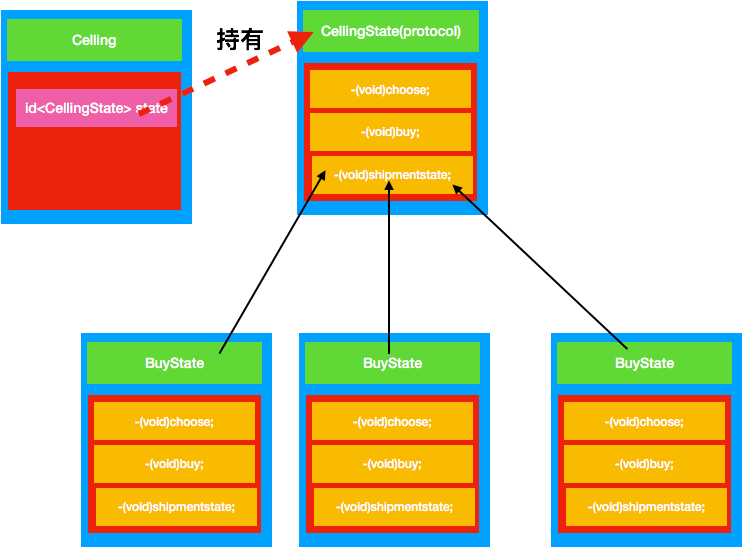 Celling
id<CellingState> state
持有
CellingState(protocol)
-(void)choose;
-(void)buy;
-(void)shipmentstate;
BuyState
-(void)choose;
-(void)buy;
-(void)shipmentstate;
BuyState
-(void)choose;
-(void)buy;
-(void)shipmentstate;
BuyState
-(void)choose;
-(void)buy;
-(void)shipmentstate;